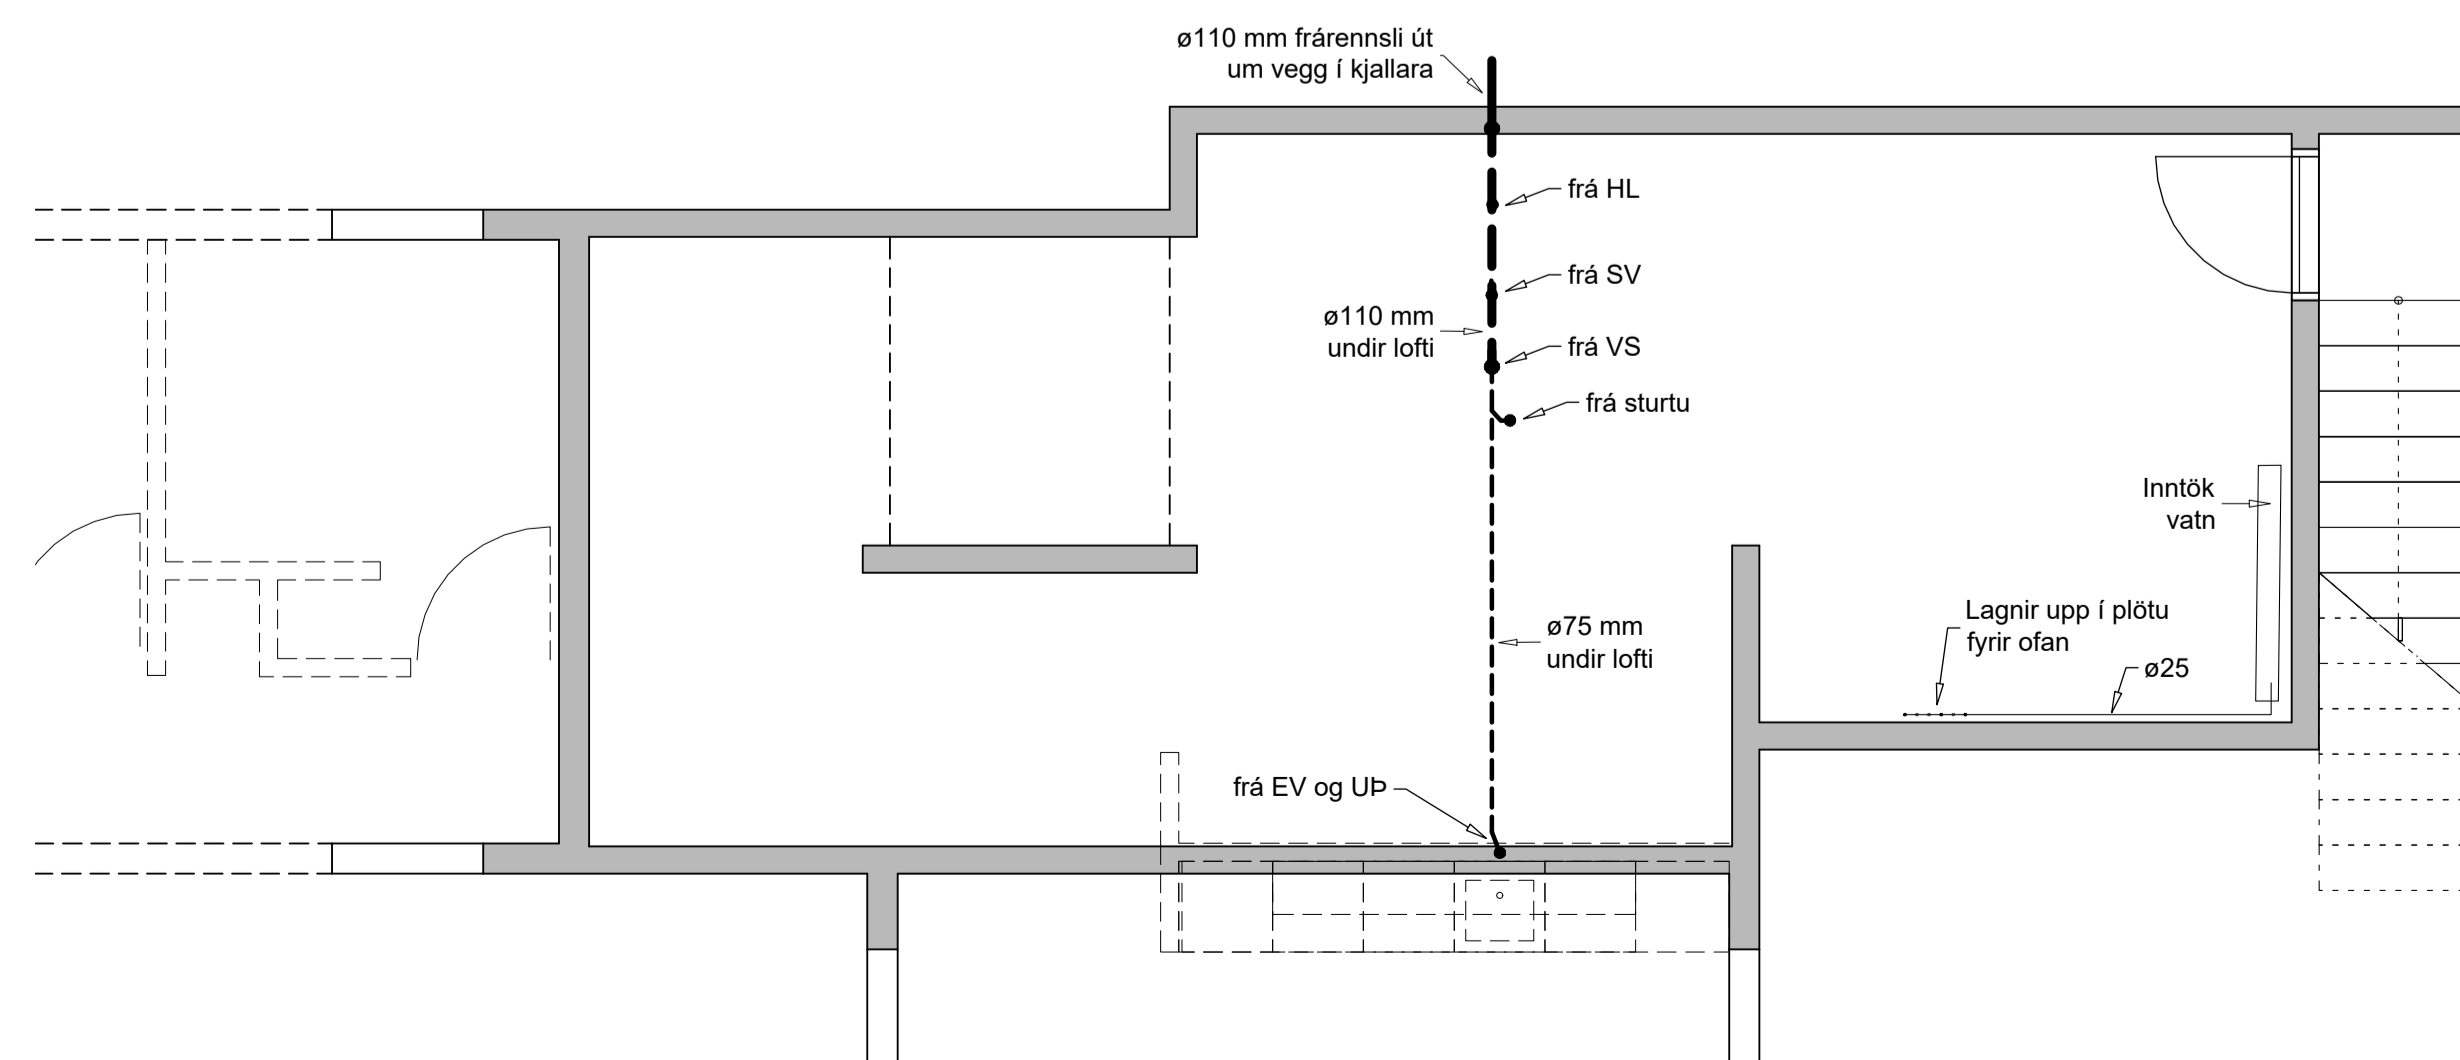 ø110 mm frárennsli út
um vegg í kjallara
frá HL
frá SV
ø110 mm
undir lofti
frá VS
frá sturtu
Inntök
vatn
Lagnir upp í plötu
fyrir ofan
ø25
ø75 mm
undir lofti
frá EV og UÞ